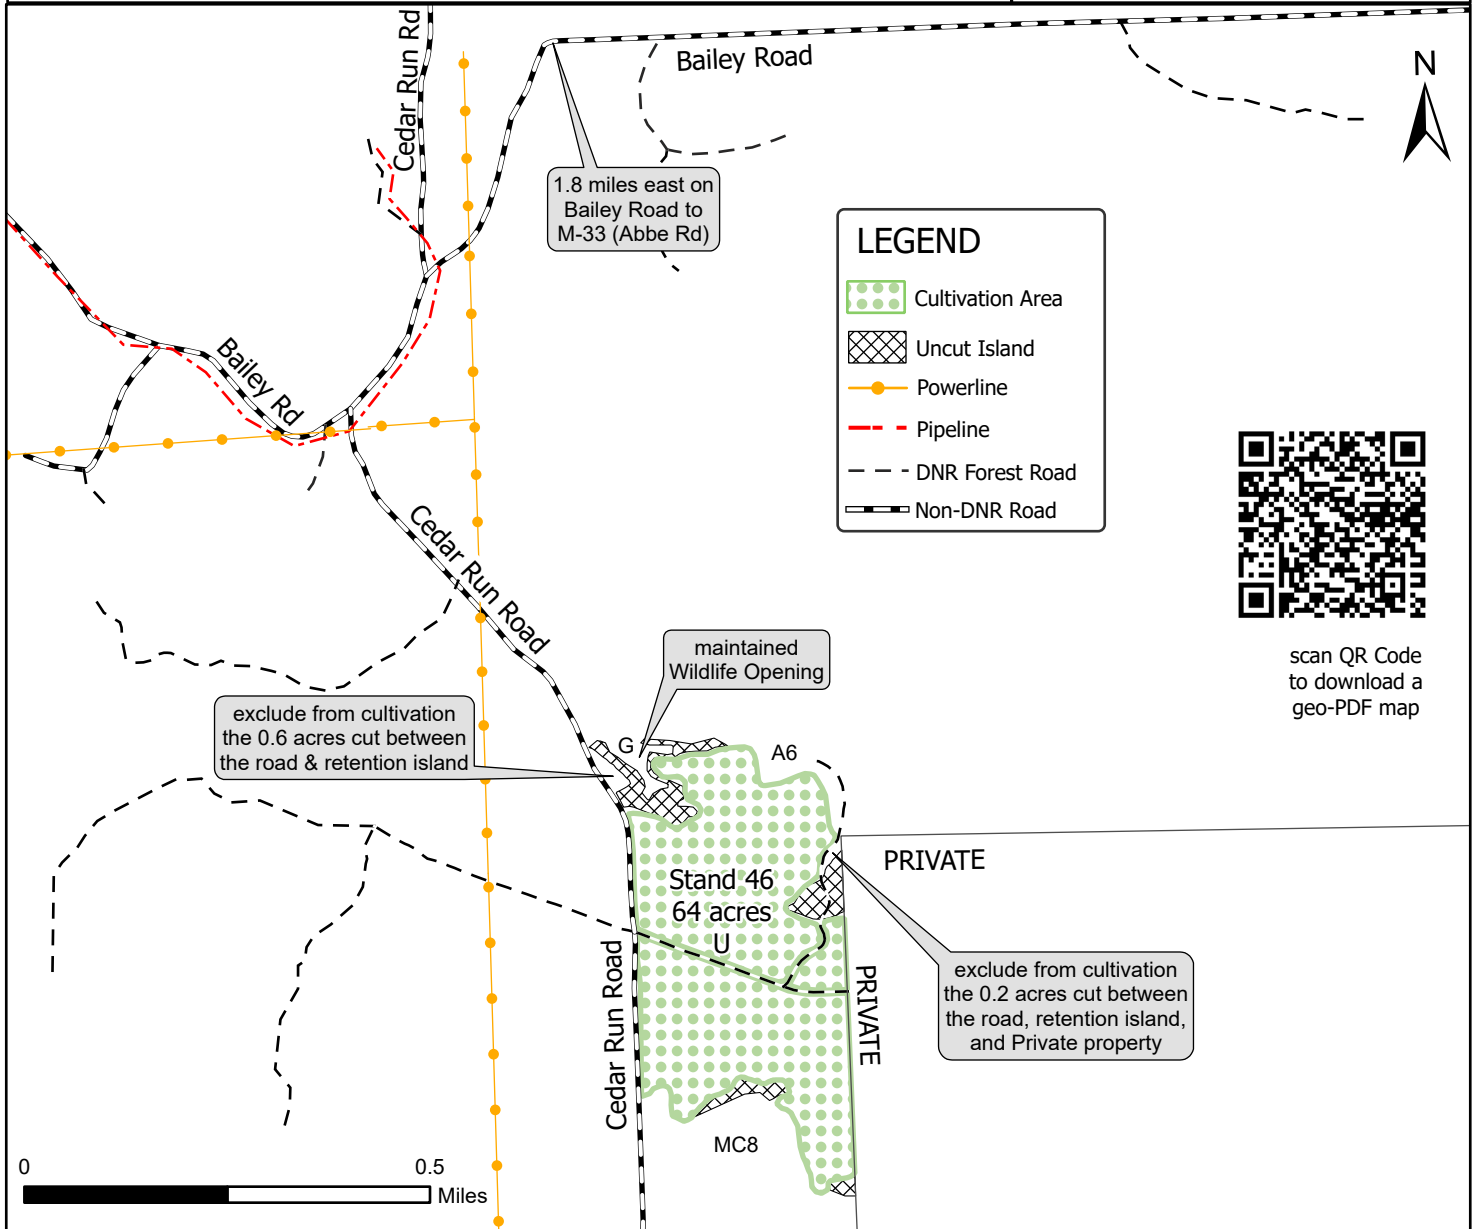 Cedar Run Rd
Bailey Road
N
1.8 miles east on
Bailey Road to
M-33 (Abbe Rd)
LEGEND
Cultivation Area
Uncut Island
Powerline
Pipeline
DNR Forest Road
Non-DNR Road
Bailey Rd
Cedar Run Road
scan QR Code
to download a
geo-PDF map
maintained
Wildlife Opening
exclude from cultivation
the 0.6 acres cut between
the road & retention island
G
A6
PRIVATE
Stand 46
64 acres
U
Cedar Run Road
PRIVATE
exclude from cultivation
the 0.2 acres cut between
the road, retention island,
and Private property
MC8
0
0.5
Miles